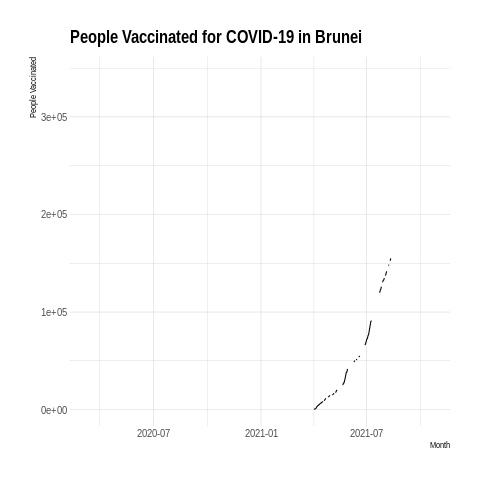 People Vaccinated for COVID-19 in Brunei
People Vaccinated
3e+05
2e+05
1e+05
0e+00
2020-07
2021-01
2021-07
Month